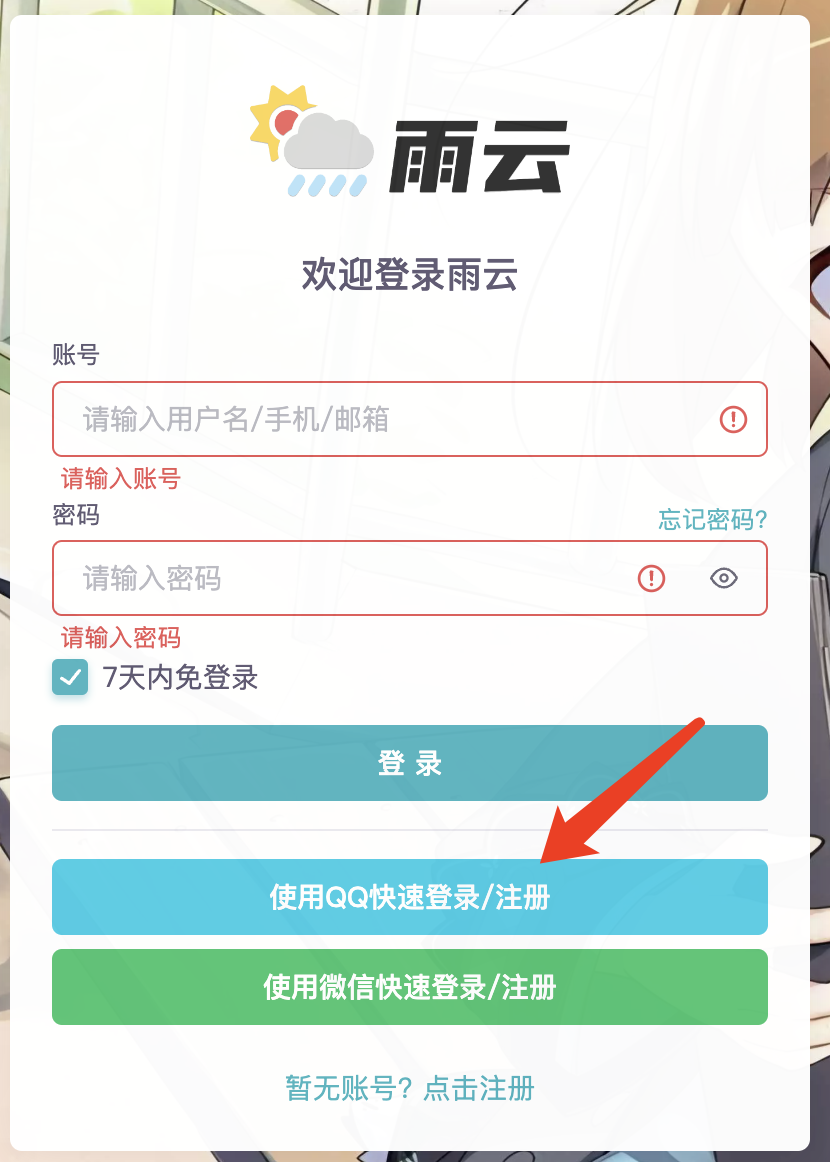 雨云
欢迎登录雨云
账号
请输入用户名/手机/邮箱
请输入账号
密码
忘记密码?
请输入密码
请输入密码
7天内免登录
登 录
使用QQ快速登录/注册
使用微信快速登录/注册
暂无账号? 点击注册